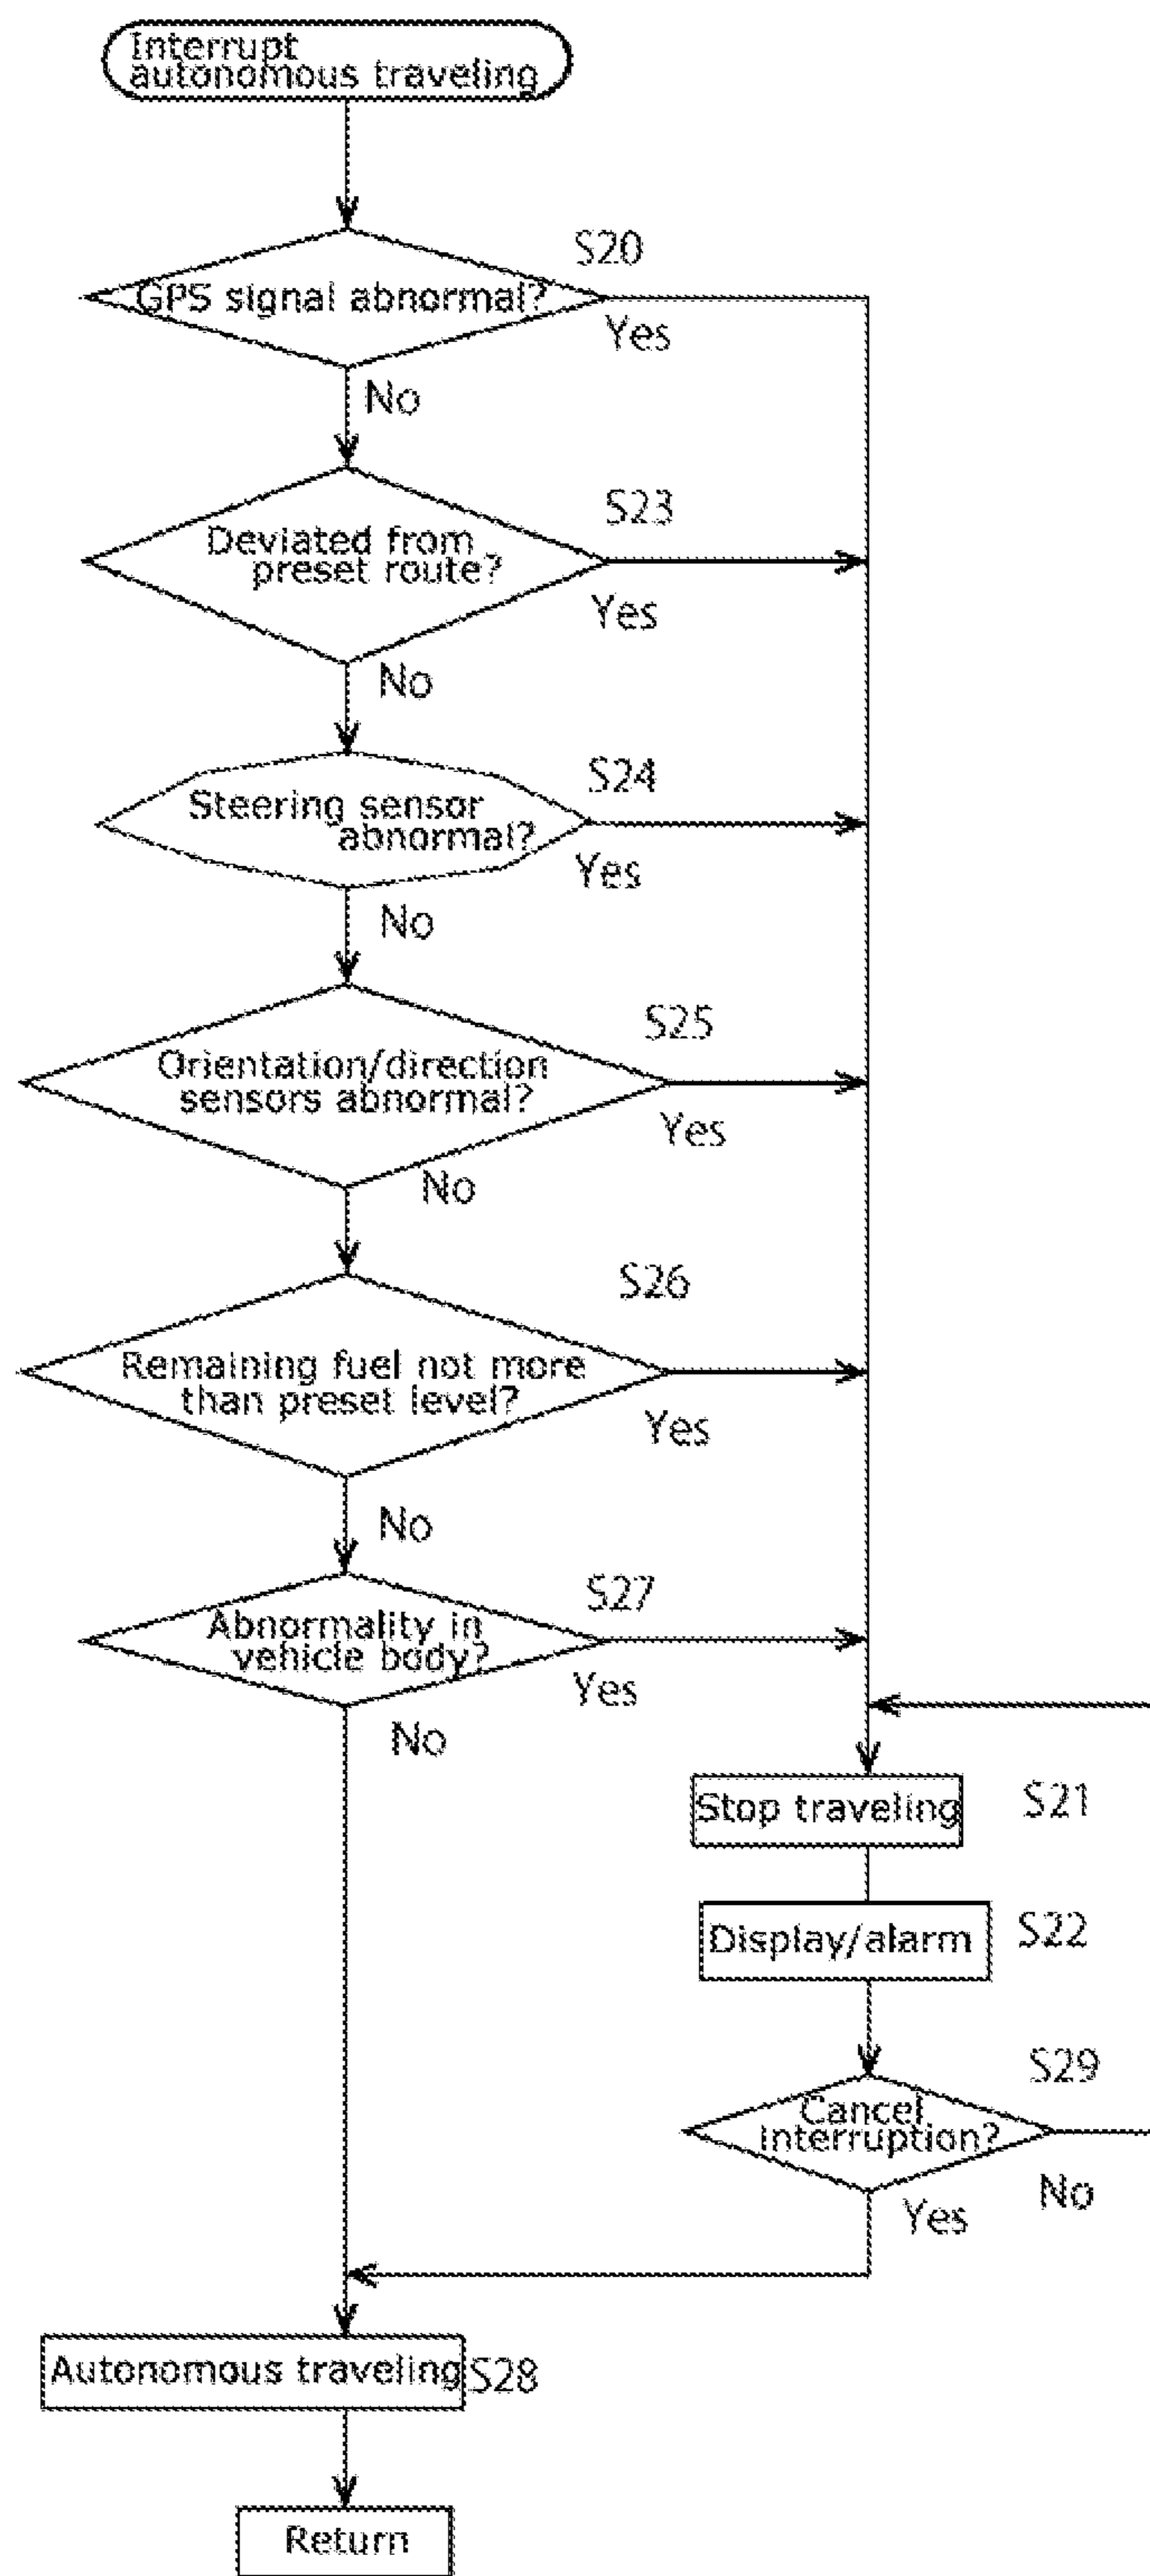 Interrupt
autonomous traveling
S20
GPS signal abnormal?
Yes
No
S23
Deviated from
preset route?
Yes
No
S24
Steering sensor
abnormal?
Yes
No
S25
Orientation/direction
sensors abnormal?
Yes
No
S26
Remaining fuel not more
than preset level?
Yes
No
S27
Abnormality in
vehicle body?
Yes
No
Stop traveling
S21
Display/alarm
S22
S29
Cancel
interruption?
No
Yes
Autonomous traveling
S28
Return